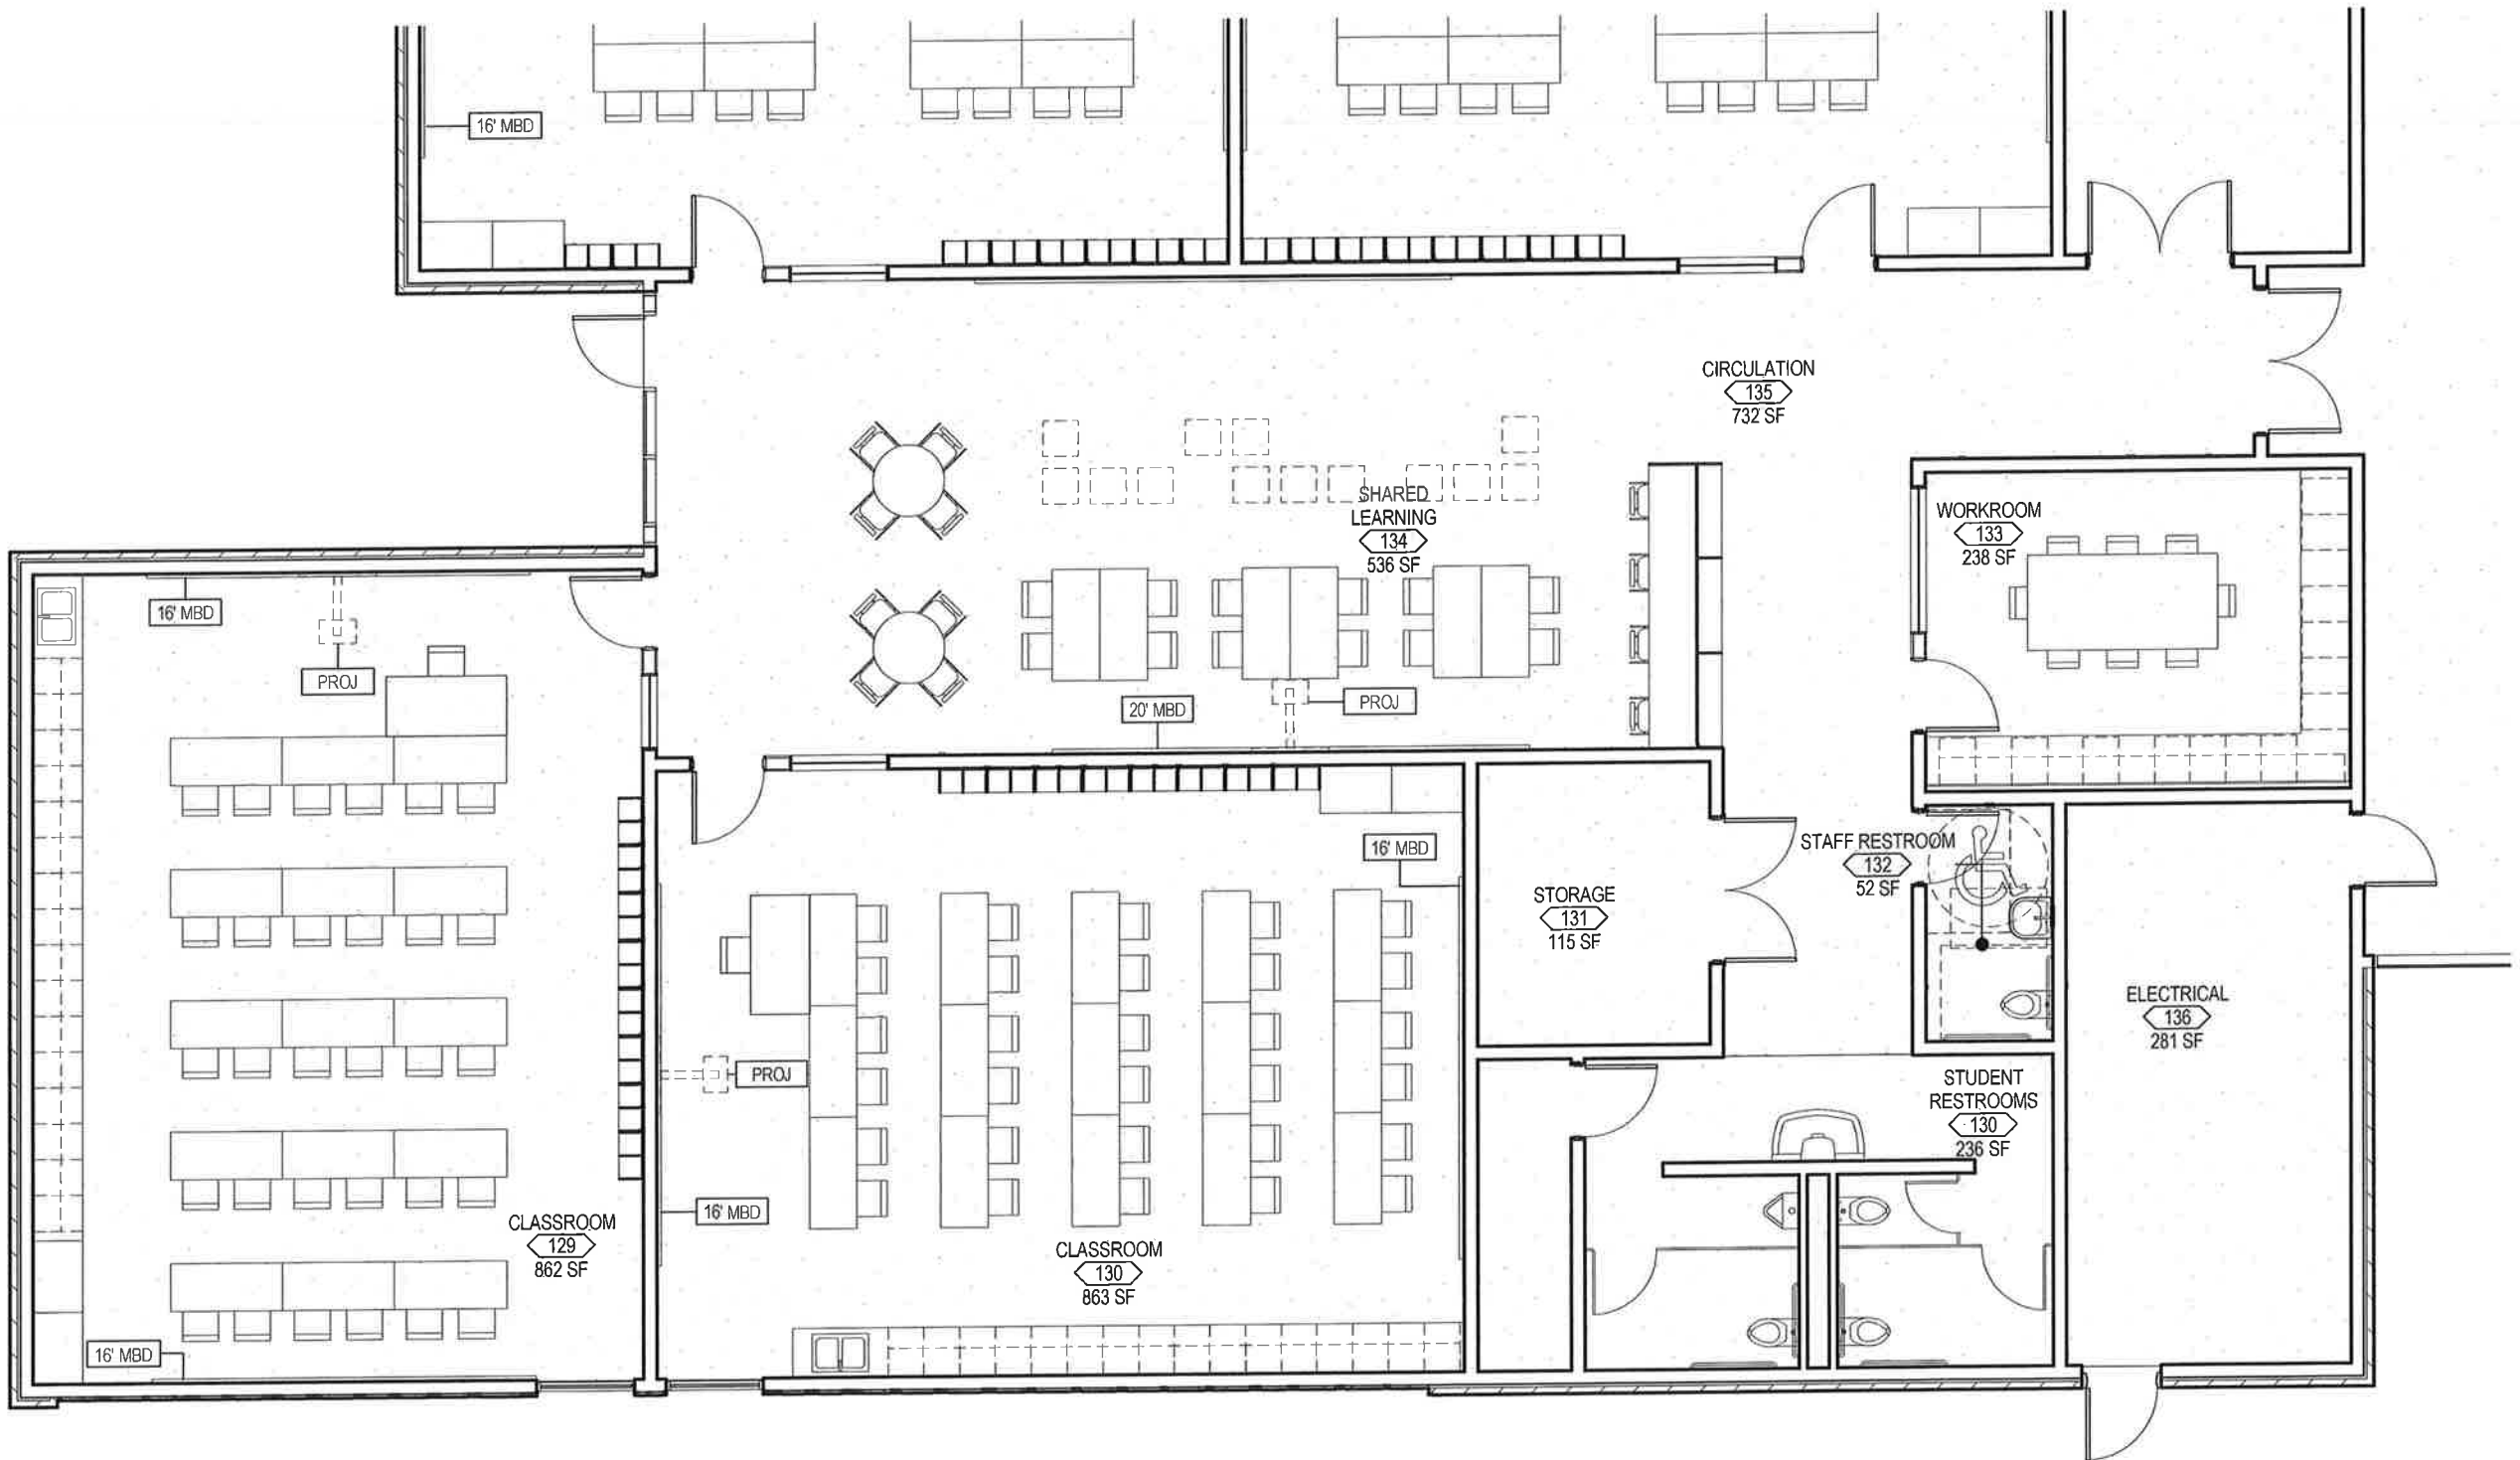 16' MBD
CIRCULATION
135
732 SF
SHARED
LEARNING
134
536 SF
WORKROOM
133
238 SF
16' MBD
PROJ
20' MBD
PROJ
16' MBD
STAFF RESTROOM
132
52 SF
STORAGE
131
115 SF
ELECTRICAL
136
281 SF
PROJ
STUDENT
RESTROOMS
130
236 SF
16' MBD
CLASSROOM
129
862 SF
CLASSROOM
130
863 SF
16' MBD